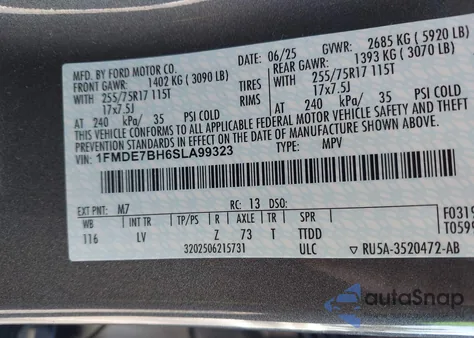 MFD. BY FORD MOTOR CO.
06/25 GVWR: 2685 KG (5920 LB)
FRONT GAWR: 1402 KG (3090 LB) REAR GAWR: 1393 KG (3070 LB)
WITH 255/75R17 115T TIRES WITH 255/75R17 115T
17x7.5J RIMS 17x7.5J
AT 240 kPa/ 35 PSI COLD AT 240 kPa/ 35 PSI COLD
THIS VEHICLE CONFORMS TO ALL APPLICABLE FEDERAL MOTOR VEHICLE SAFETY AND THEFT
PREVENTION STANDARDS IN EFFECT ON THE DATE OF MANUFACTURE SHOWN ABOVE.
1FMDE7BH6SLA99323 TYPE: MPV
EXT PNT: M7 RC: 13 DSO: F0319
WB INT TR TP/PS R AXLE TR SPR T059
116 LV Z 73 T TTDD
3202506215731 ULC RU5A-3520472-AB
autoSnap